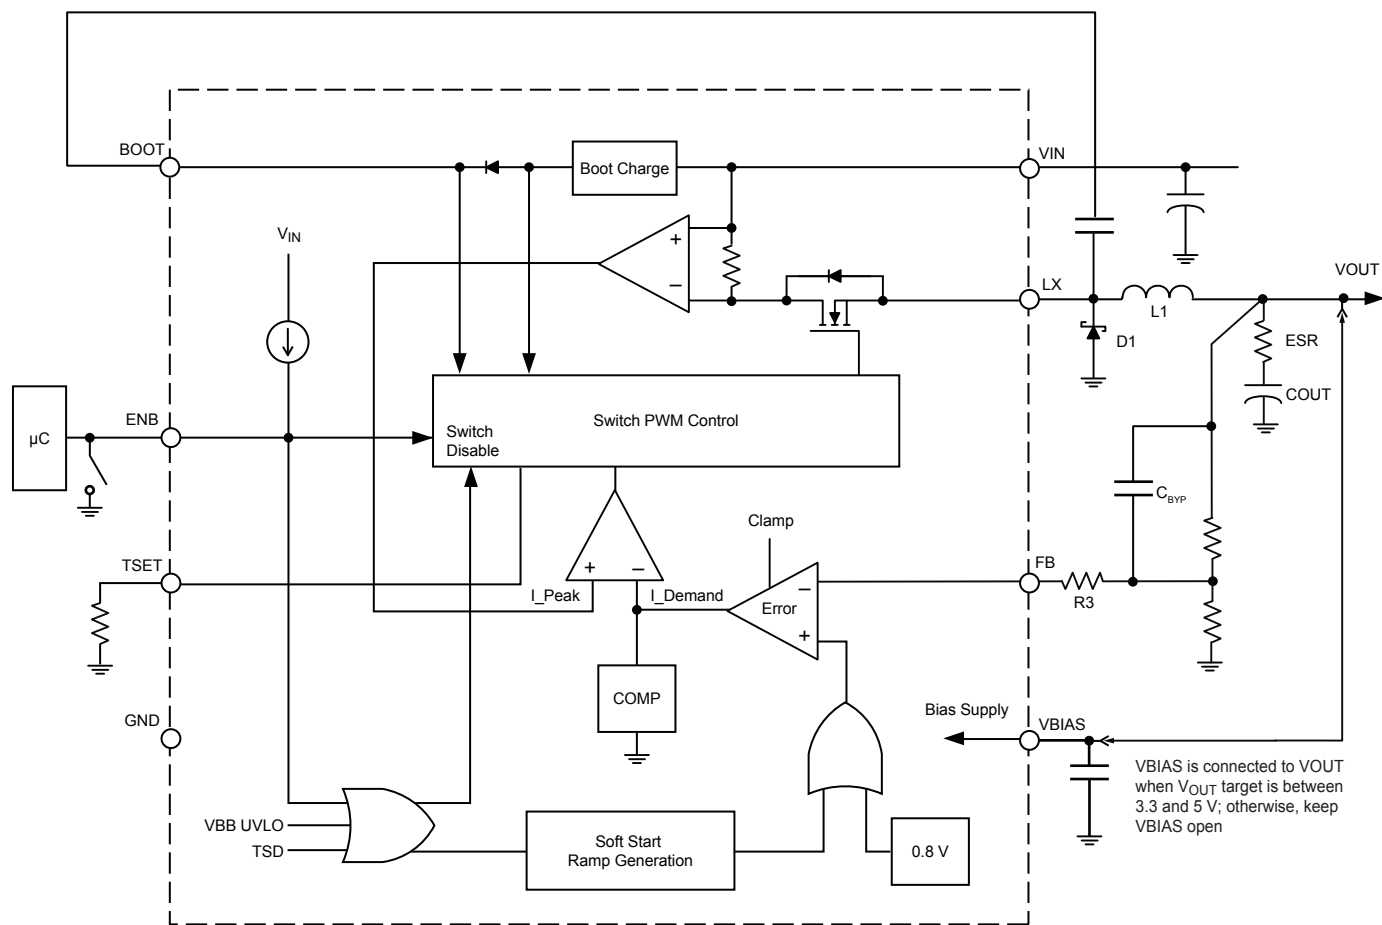 BOOT
Boot Charge
VIN
V_IN
+
−
LX
VOUT
L1
D1
ESR
COUT
µC
ENB
Switch
Disable
Switch PWM Control
C_BYP
Clamp
TSET
+
−
I_Peak
I_Demand
Error
−
+
FB
R3
COMP
GND
Bias Supply
VBIAS
VBIAS is connected to VOUT
when V_OUT target is between
3.3 and 5 V; otherwise, keep
VBIAS open
VBB UVLO
TSD
Soft Start
Ramp Generation
0.8 V